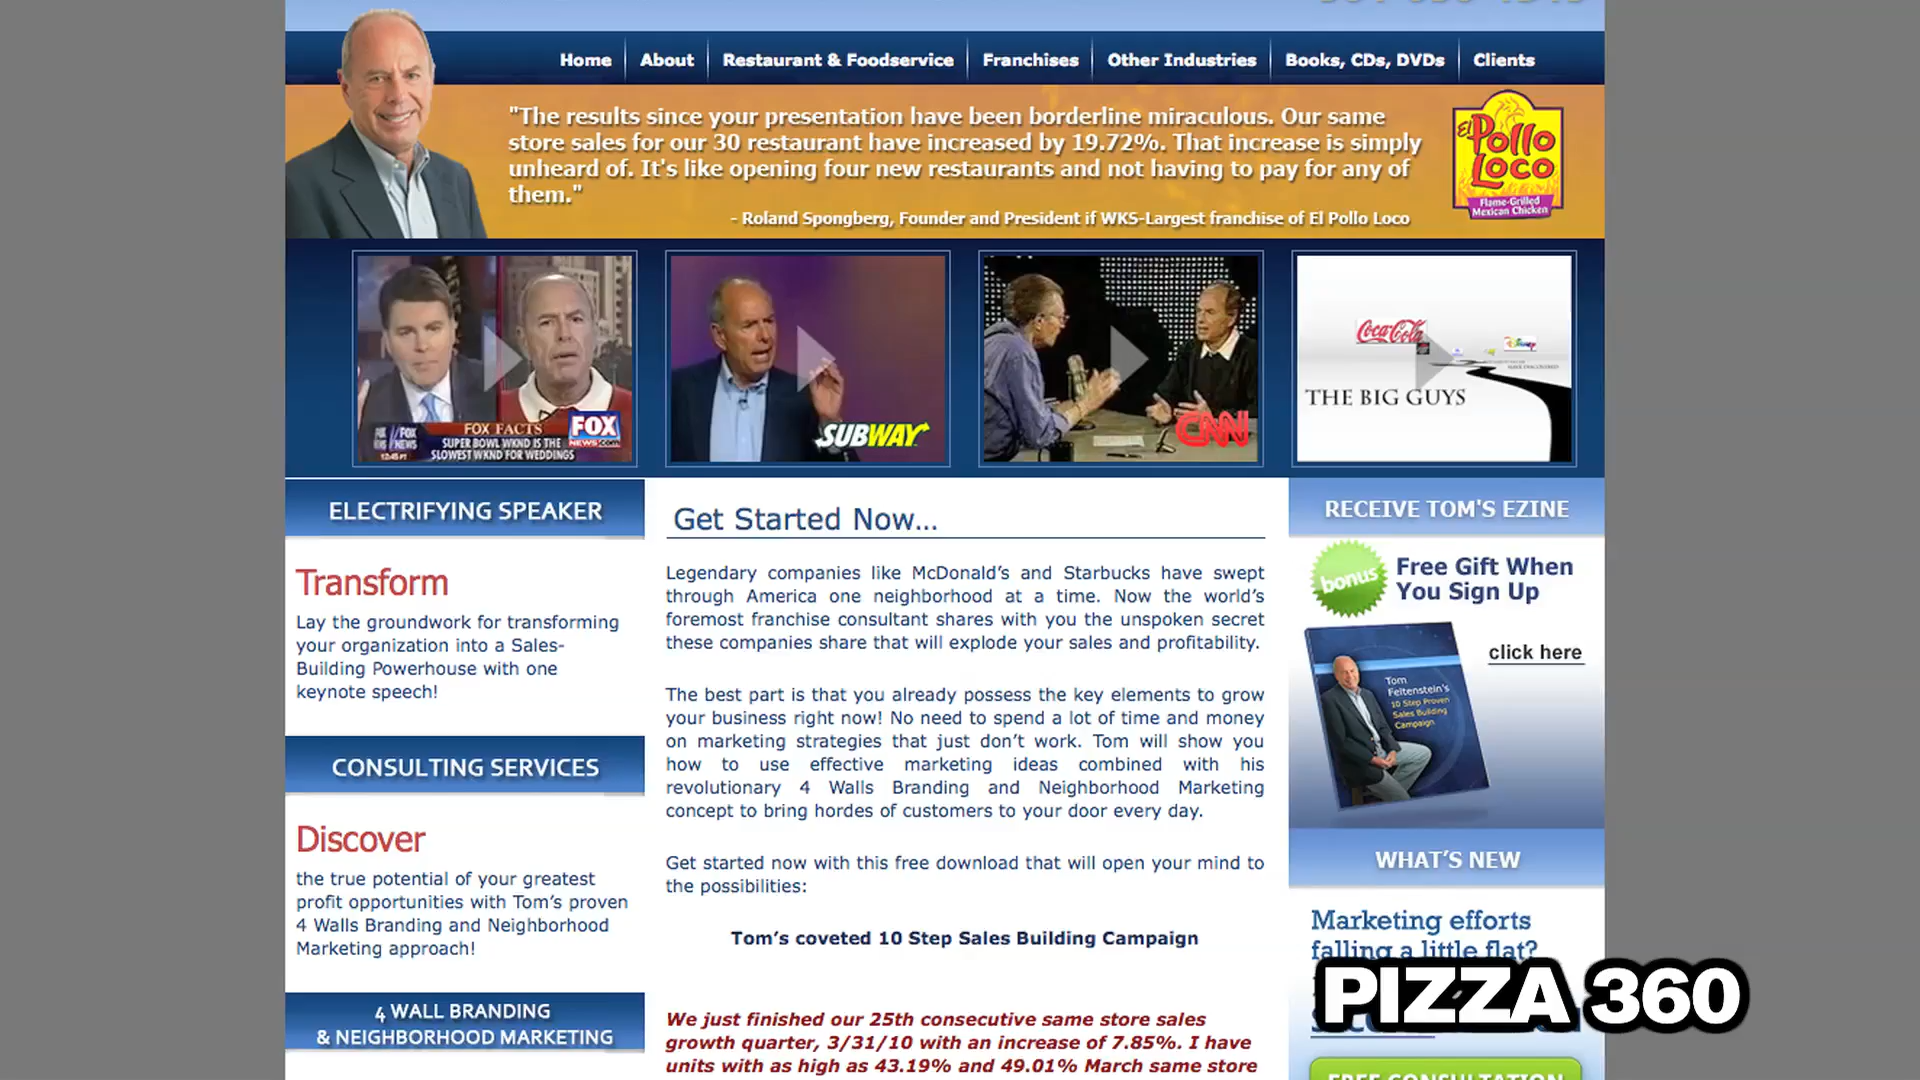 Home
About
Restaurant & Foodservice
Franchises
Other Industries
Books, CDs, DVDs
Clients
"The results since your presentation have been borderline miraculous. Our same
store sales for our 30 restaurant have increased by 19.72%. That increase is simply
unheard of. It's like opening four new restaurants and not having to pay for any of
them."
- Roland Spongberg, Founder and President if WKS-Largest franchise of El Pollo Loco
El
Pollo
Loco
Flame-Grilled
Mexican Chicken
FOX FACTS
SUPER BOWL WKND IS THE
SLOWEST WKND FOR WEDDINGS
FOX
NEWS.com
FOX
NEWS
SUBWAY
CNN
Coca-Cola
Disney
THE BIG GUYS
ELECTRIFYING SPEAKER
Transform
Lay the groundwork for transforming
your organization into a Sales-
Building Powerhouse with one
keynote speech!
CONSULTING SERVICES
Discover
the true potential of your greatest
profit opportunities with Tom's proven
4 Walls Branding and Neighborhood
Marketing approach!
4 WALL BRANDING
& NEIGHBORHOOD MARKETING
Get Started Now...
Legendary companies like McDonald's and Starbucks have swept
through America one neighborhood at a time. Now the world's
foremost franchise consultant shares with you the unspoken secret
these companies share that will explode your sales and profitability.
The best part is that you already possess the key elements to grow
your business right now! No need to spend a lot of time and money
on marketing strategies that just don't work. Tom will show you
how to use effective marketing ideas combined with his
revolutionary 4 Walls Branding and Neighborhood Marketing
concept to bring hordes of customers to your door every day.
Get started now with this free download that will open your mind to
the possibilities:
Tom's coveted 10 Step Sales Building Campaign
We just finished our 25th consecutive same store sales
growth quarter, 3/31/10 with an increase of 7.85%. I have
units with as high as 43.19% and 49.01% March same store
RECEIVE TOM'S EZINE
bonus
Free Gift When
You Sign Up
click here
Tom
Feltenstein's
10 Step Proven
Sales Building
Campaign
WHAT'S NEW
Marketing efforts
falling a little flat?
PIZZA 360
FREE CONSULTATION